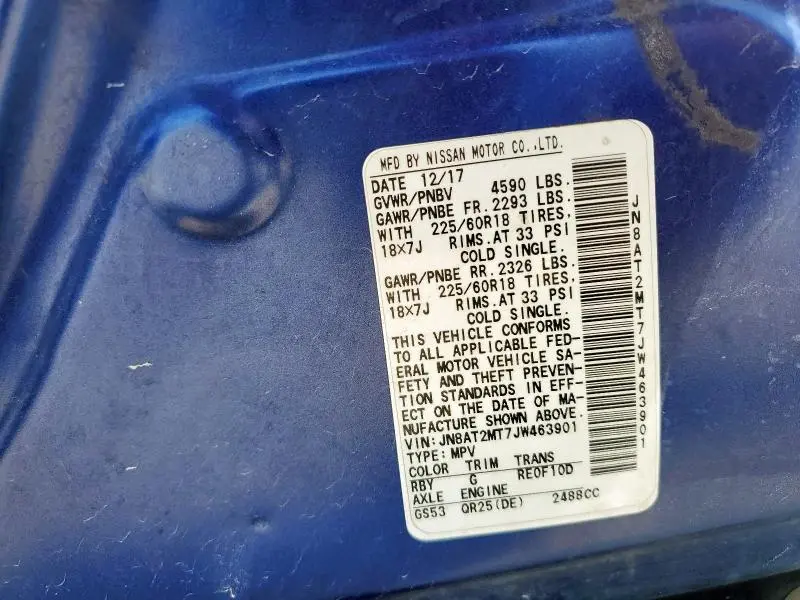 MFD BY NISSAN MOTOR CO.,LTD.
DATE 12/17
GVWR/PNBV 4590 LBS.
GAWR/PNBE FR. 2293 LBS.
WITH 225/60R18 TIRES,
18X7J RIMS.AT 33 PSI
COLD SINGLE.
GAWR/PNBE RR. 2326 LBS.
WITH 225/60R18 TIRES,
18X7J RIMS.AT 33 PSI
COLD SINGLE.
THIS VEHICLE CONFORMS
TO ALL APPLICABLE FED-
ERAL MOTOR VEHICLE SA-
FETY AND THEFT PREVEN-
TION STANDARDS IN EFF-
ECT ON THE DATE OF MA-
NUFACTURE SHOWN ABOVE.
VIN: JN8AT2MT7JW463901
TYPE: MPV
COLOR TRIM TRANS
RBY G RE0F10D
AXLE ENGINE
GS53 QR25(DE) 2488CC
JN8AT2MT7JW463901